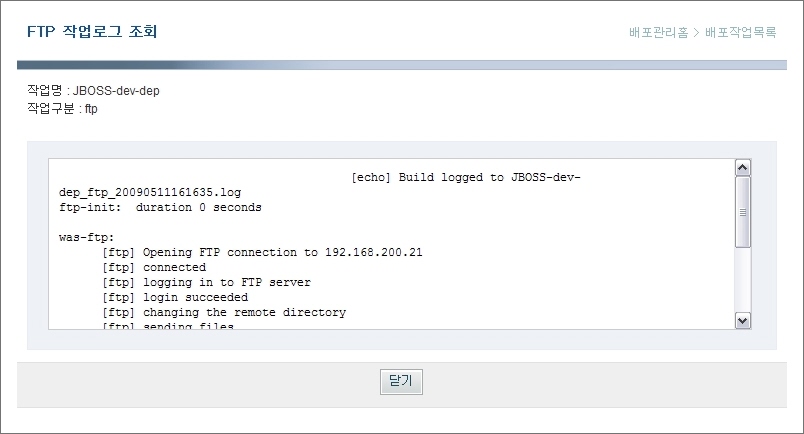 FTP 작업로그 조회
배포관리홈 > 배포작업목록
작업명 : JBOSS-dev-dep
작업구분 : ftp
[echo] Build logged to JBOSS-dev-
dep_ftp_20090511161635.log
ftp-init:  duration 0 seconds
was-ftp:
[ftp] Opening FTP connection to 192.168.200.21
[ftp] connected
[ftp] logging in to FTP server
[ftp] login succeeded
[ftp] changing the remote directory
[ftp] sending files
닫기